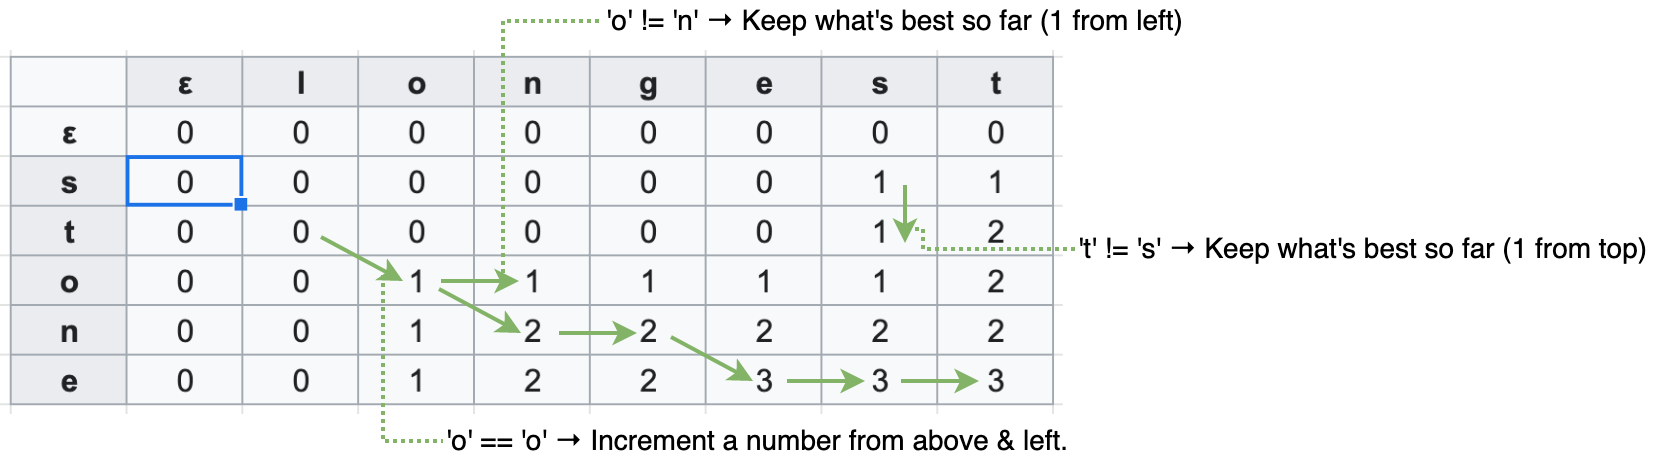 'o' != 'n' → Keep what's best so far (1 from left)
ε l o n g e s t
ε 0 0 0 0 0 0 0 0
s 0 0 0 0 0 0 1 1
t 0 0 0 0 0 0 1 2
't' != 's' → Keep what's best so far (1 from top)
o 0 0 1 1 1 1 1 2
n 0 0 1 2 2 2 2 2
e 0 0 1 2 2 3 3 3
'o' == 'o' → Increment a number from above & left.